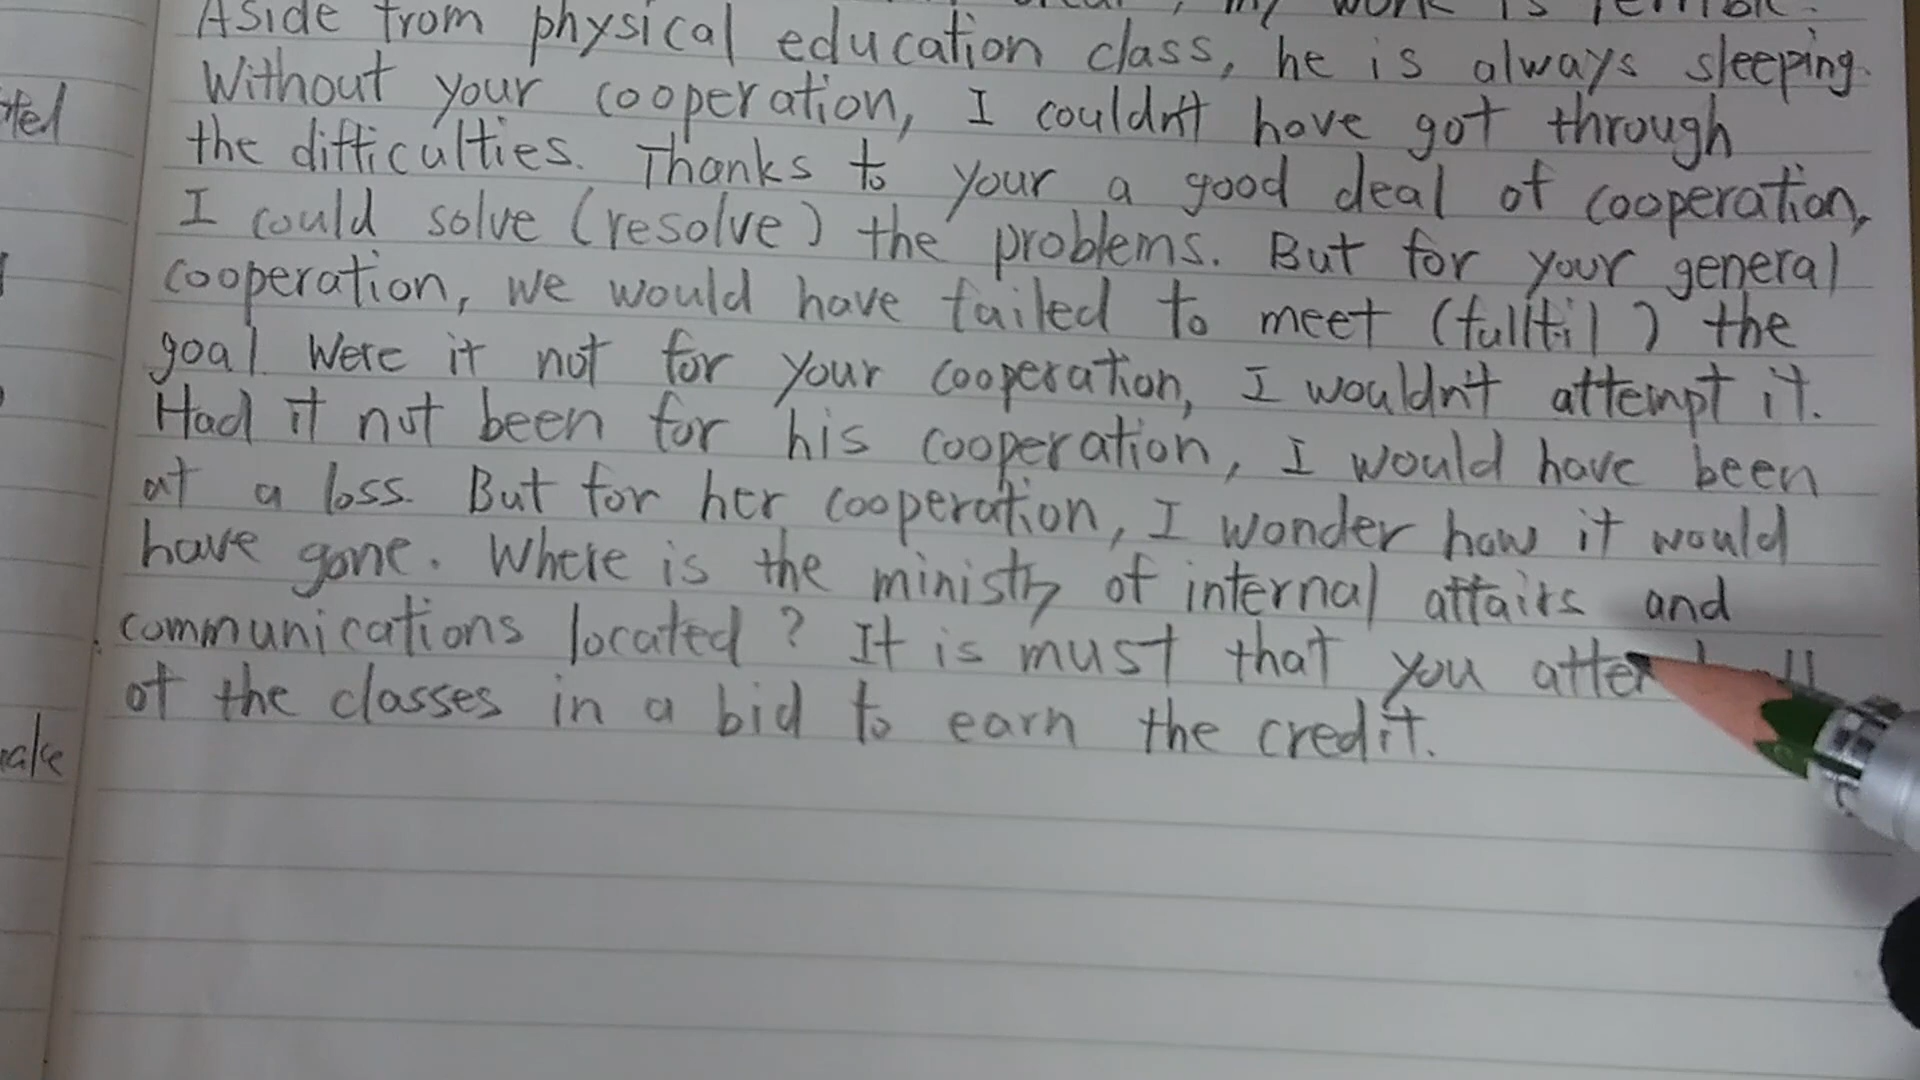 work is
Aside from physical education class, he is always sleeping.
tel
Without your cooperation, I couldn't have got through
the difficulties. Thanks to your a good deal of cooperation,
I could solve (resolve) the problems. But for your general
cooperation, we would have failed to meet (fullfil) the
goal. Were it not for your cooperation, I wouldn't attempt it.
Had it not been for his cooperation, I would have been
at a loss. But for her cooperation, I wonder how it would
have gone. Where is the ministry of internal affairs and
communications located? It is must that you
of the classes in a bid to earn the credit.
ake